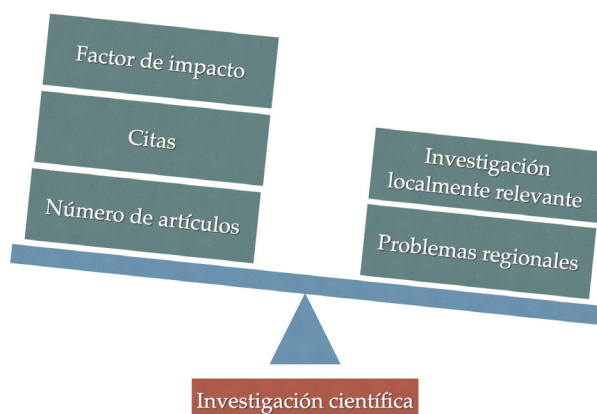 Factor de impacto
Citas
Número de artículos
Investigación
localmente relevante
Problemas regionales
Investigación científica